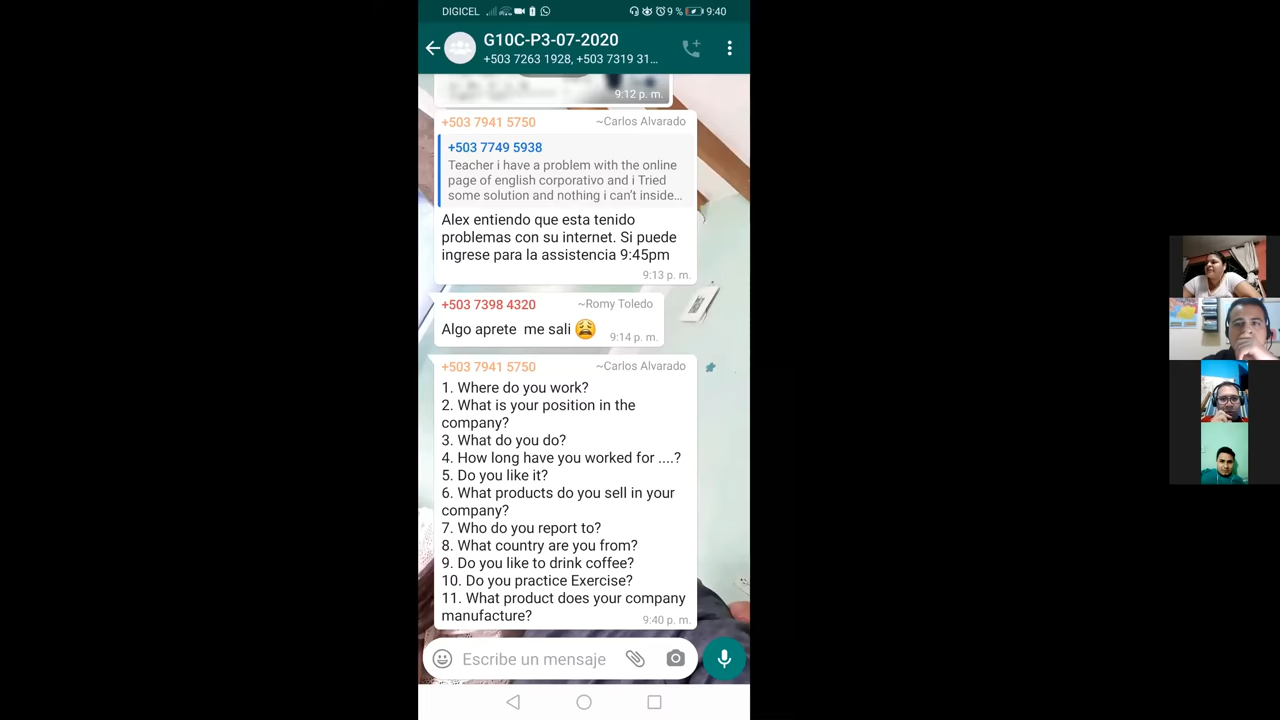 DIGICEL 9 % 9:40
G10C-P3-07-2020
+503 7263 1928, +503 7319 31...
9:12 p. m.
+503 7941 5750 ~Carlos Alvarado
+503 7749 5938
Teacher i have a problem with the online
page of english corporativo and i Tried
some solution and nothing i can't inside...
Alex entiendo que esta tenido
problemas con su internet. Si puede
ingrese para la assistencia 9:45pm
9:13 p. m.
+503 7398 4320 ~Romy Toledo
Algo aprete me sali 😩
9:14 p. m.
+503 7941 5750 ~Carlos Alvarado
1. Where do you work?
2. What is your position in the
company?
3. What do you do?
4. How long have you worked for ....?
5. Do you like it?
6. What products do you sell in your
company?
7. Who do you report to?
8. What country are you from?
9. Do you like to drink coffee?
10. Do you practice Exercise?
11. What product does your company
manufacture?
9:40 p. m.
Escribe un mensaje